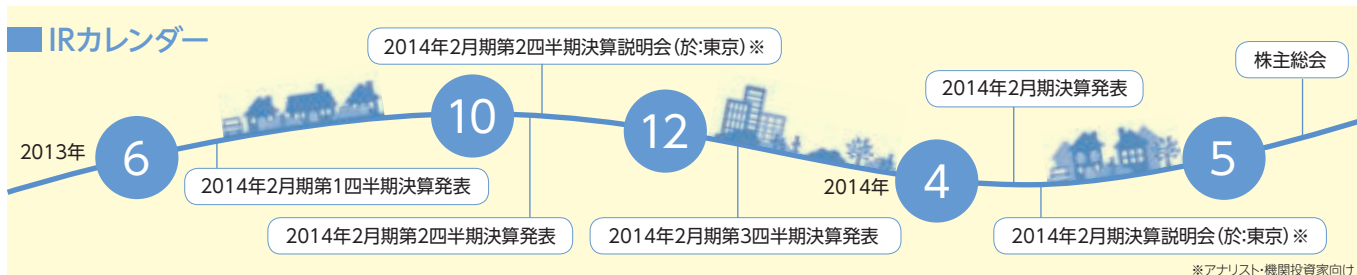 IRカレンダー
2013年
6
2014年2月期第1四半期決算発表
10
2014年2月期第2四半期決算説明会(於:東京)※
2014年2月期第2四半期決算発表
12
2014年2月期第3四半期決算発表
2014年
4
2014年2月期決算発表
2014年2月期決算説明会(於:東京)※
5
株主総会
※アナリスト・機関投資家向け